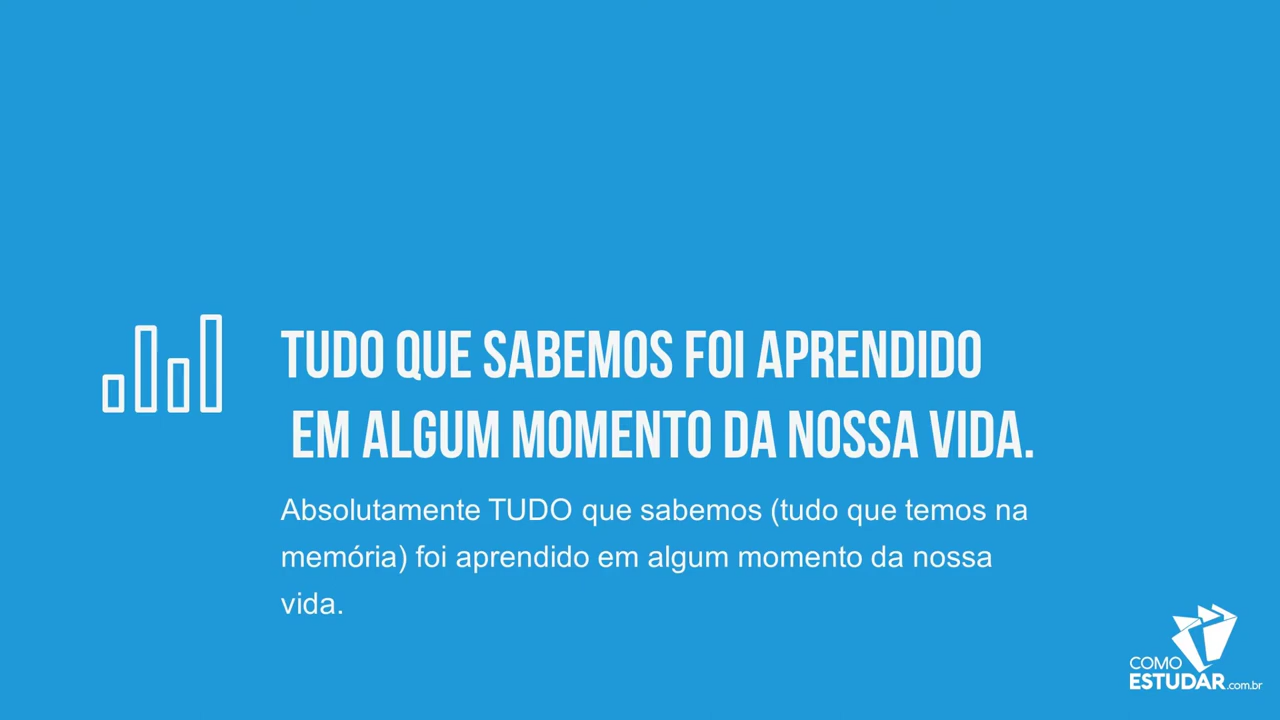 TUDO QUE SABEMOS FOI APRENDIDO
EM ALGUM MOMENTO DA NOSSA VIDA.
Absolutamente TUDO que sabemos (tudo que temos na
memória) foi aprendido em algum momento da nossa
vida.
COMO
ESTUDAR.com.br